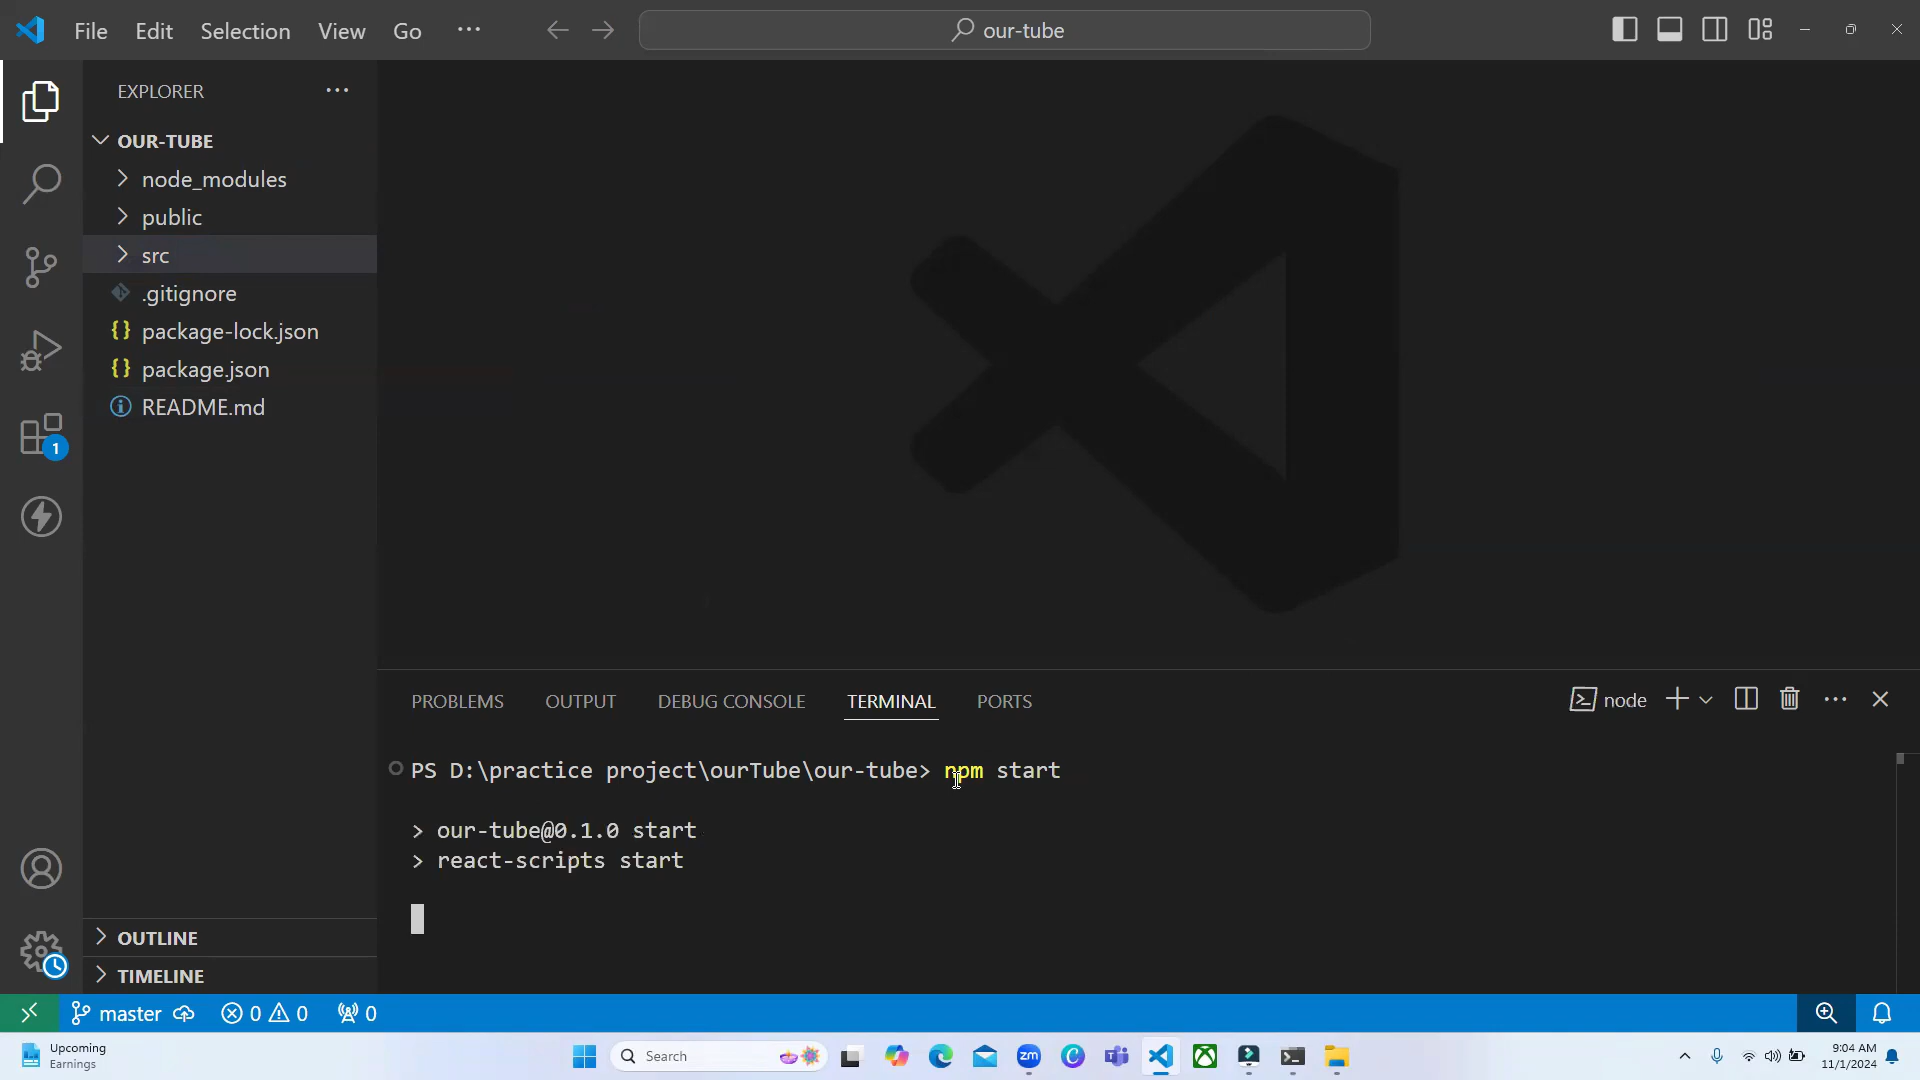 File Edit Selection View Go ···
our-tube
EXPLORER
OUR-TUBE
node_modules
public
src
.gitignore
package-lock.json
package.json
README.md
1
OUTLINE
TIMELINE
PROBLEMS OUTPUT DEBUG CONSOLE TERMINAL PORTS
node
PS D:\practice project\ourTube\our-tube> npm start
> our-tube@0.1.0 start
> react-scripts start
master 0 0 0
Upcoming
Earnings
Search
zm
9:04 AM
11/1/2024